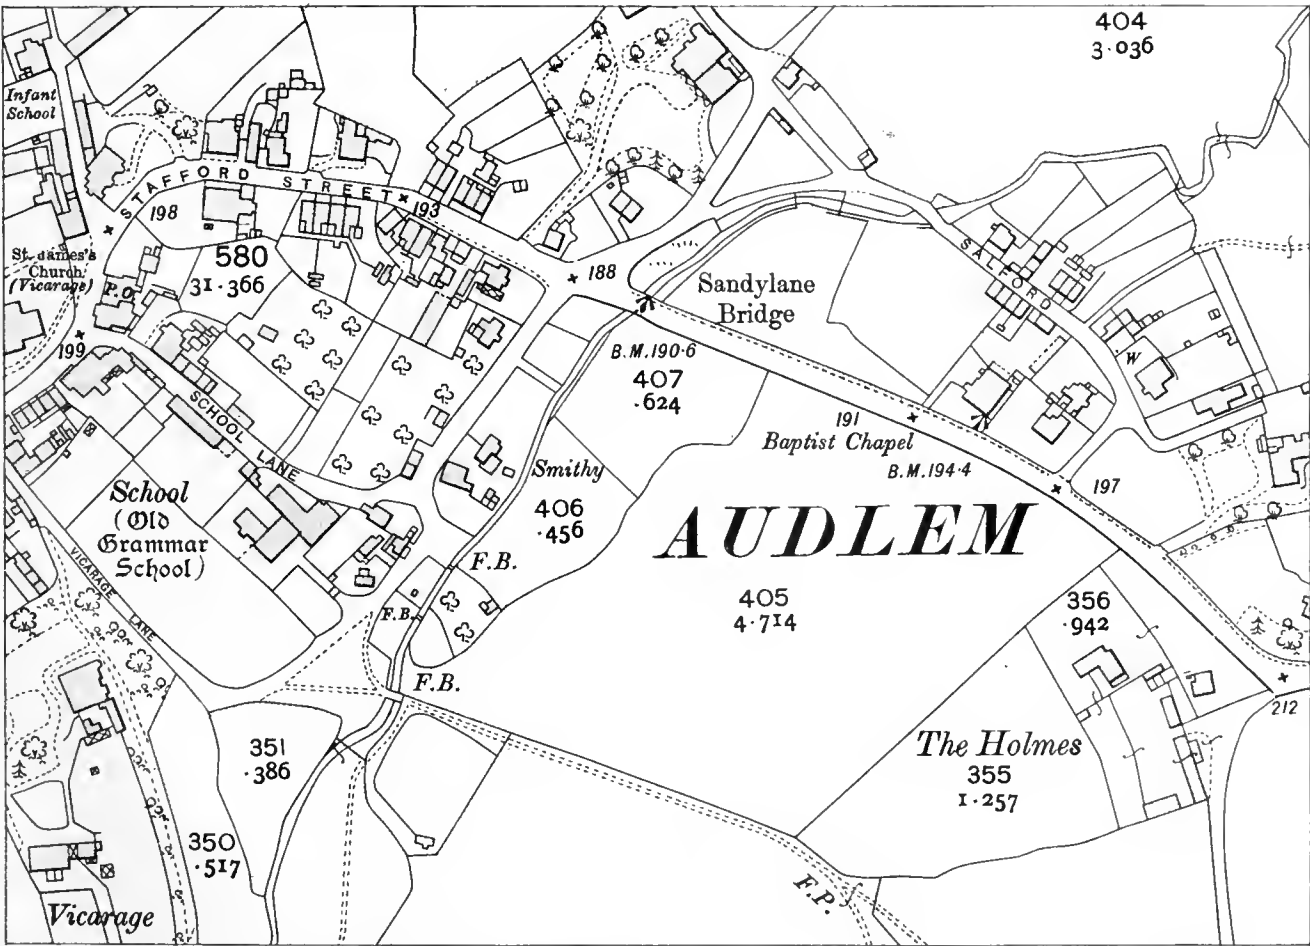 404
3·036
Infant
School
STAFFORD STREET
193
198
St. James's
Church
(Vicarage)
P.O.
580
31·366
188
Sandylane
Bridge
SALFORD
W
199
B.M.190·6
407
·624
SCHOOL LANE
191
Baptist Chapel
B.M.194·4
197
Smithy
406
·456
School
(Old
Grammar
School)
AUDLEM
VICARAGE LANE
F.B.
F.B.
F.B.
405
4·714
356
·942
212
351
·386
The Holmes
355
1·257
350
·517
F.P.
Vicarage